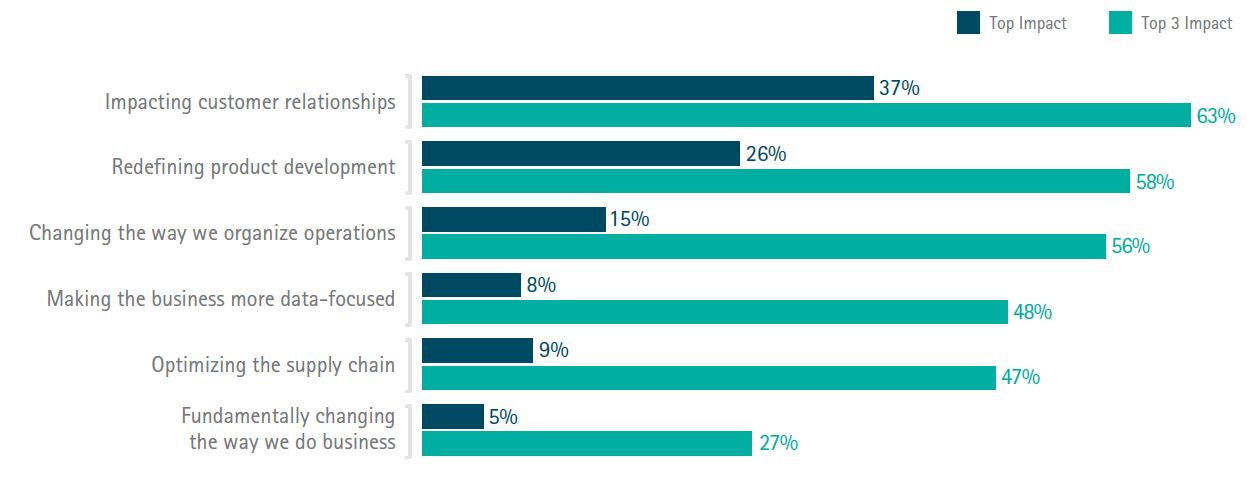 Top Impact
Top 3 Impact
Impacting customer relationships
37%
63%
Redefining product development
26%
58%
Changing the way we organize operations
15%
56%
Making the business more data-focused
8%
48%
Optimizing the supply chain
9%
47%
Fundamentally changing
the way we do business
5%
27%